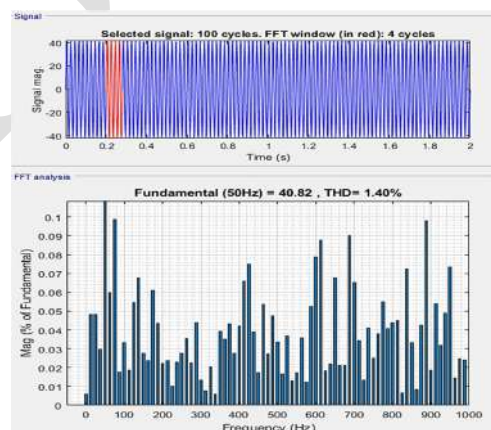 Signal
Selected signal: 100 cycles. FFT window (in red): 4 cycles
Signal mag.
40
20
0
-20
-40
0 0.2 0.4 0.6 0.8 1 1.2 1.4 1.6 1.8 2
Time (s)
FFT analysis
Fundamental (50Hz) = 40.82 , THD= 1.40%
Mag (% of Fundamental)
0.1
0.09
0.08
0.07
0.06
0.05
0.04
0.03
0.02
0.01
0
0 100 200 300 400 500 600 700 800 900 1000
Frequency (Hz)